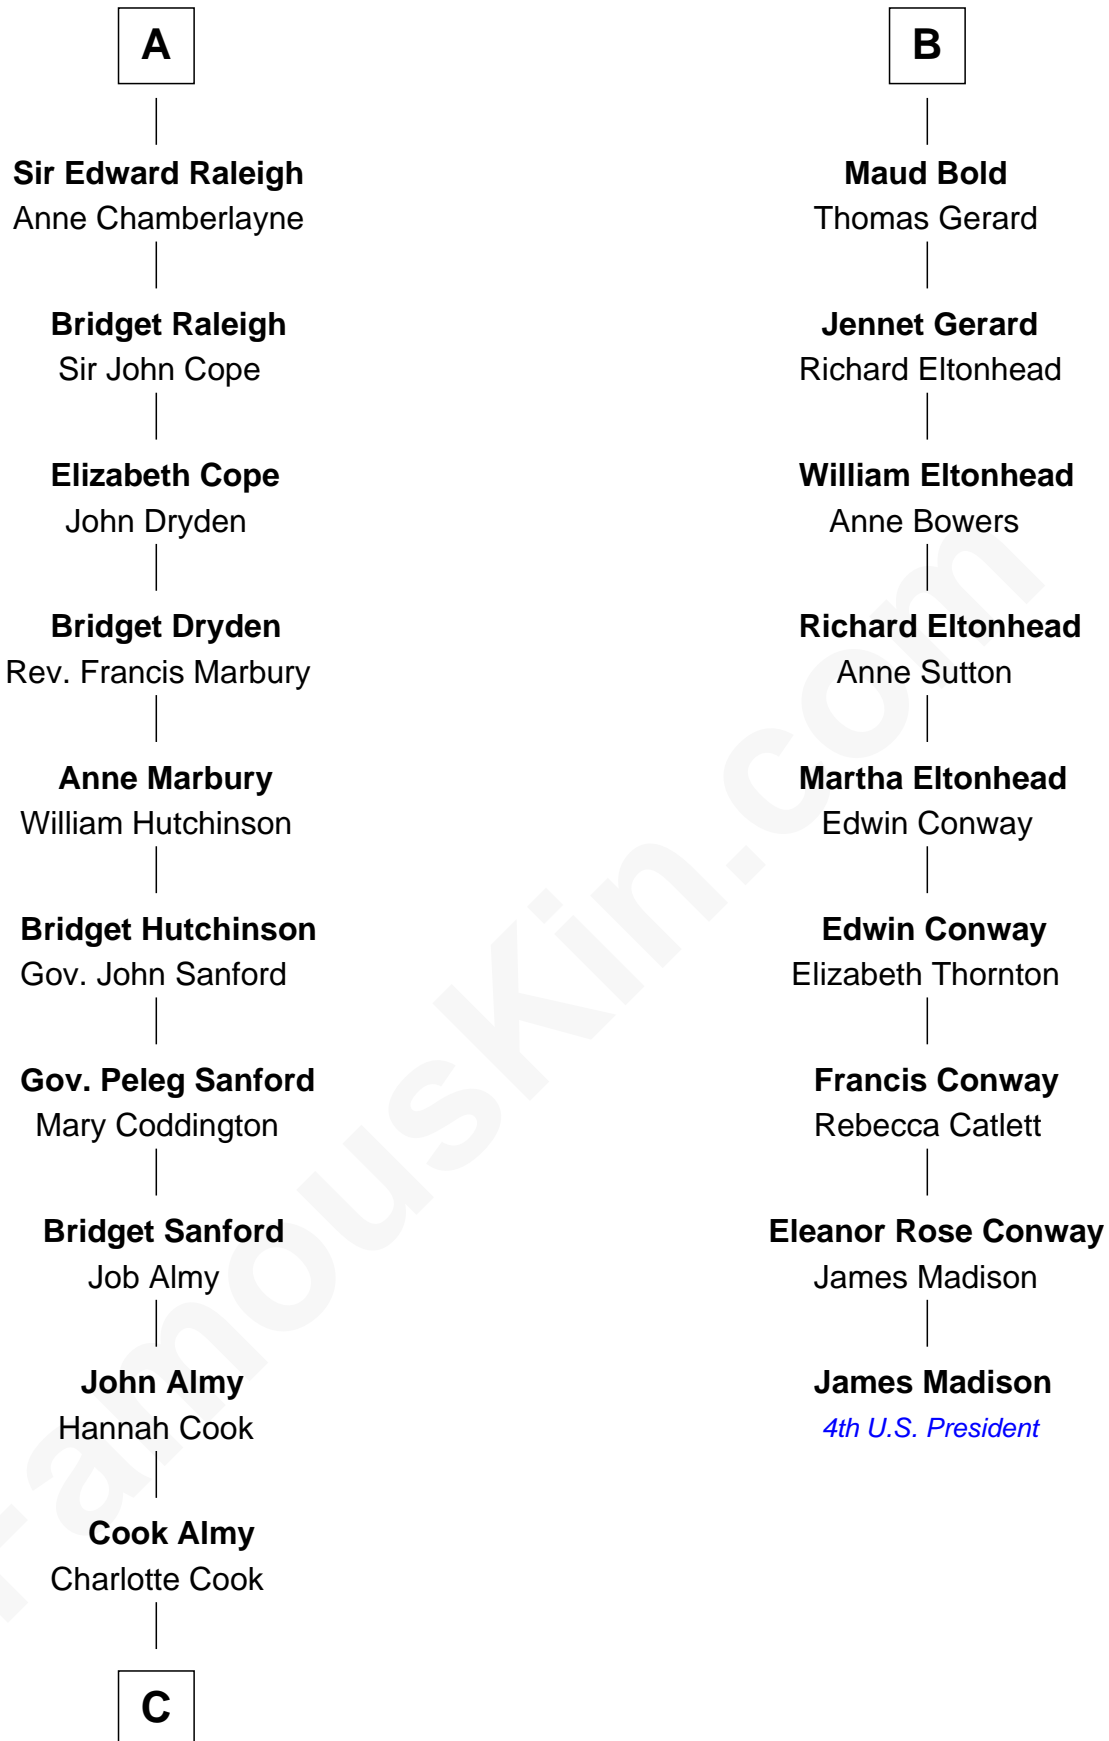 A
Sir Edward Raleigh
Anne Chamberlayne
Bridget Raleigh
Sir John Cope
Elizabeth Cope
John Dryden
Bridget Dryden
Rev. Francis Marbury
Anne Marbury
William Hutchinson
Bridget Hutchinson
Gov. John Sanford
Gov. Peleg Sanford
Mary Coddington
Bridget Sanford
Job Almy
John Almy
Hannah Cook
Cook Almy
Charlotte Cook
C
B
Maud Bold
Thomas Gerard
Jennet Gerard
Richard Eltonhead
William Eltonhead
Anne Bowers
Richard Eltonhead
Anne Sutton
Martha Eltonhead
Edwin Conway
Edwin Conway
Elizabeth Thornton
Francis Conway
Rebecca Catlett
Eleanor Rose Conway
James Madison
James Madison
4th U.S. President
FamousKin.com